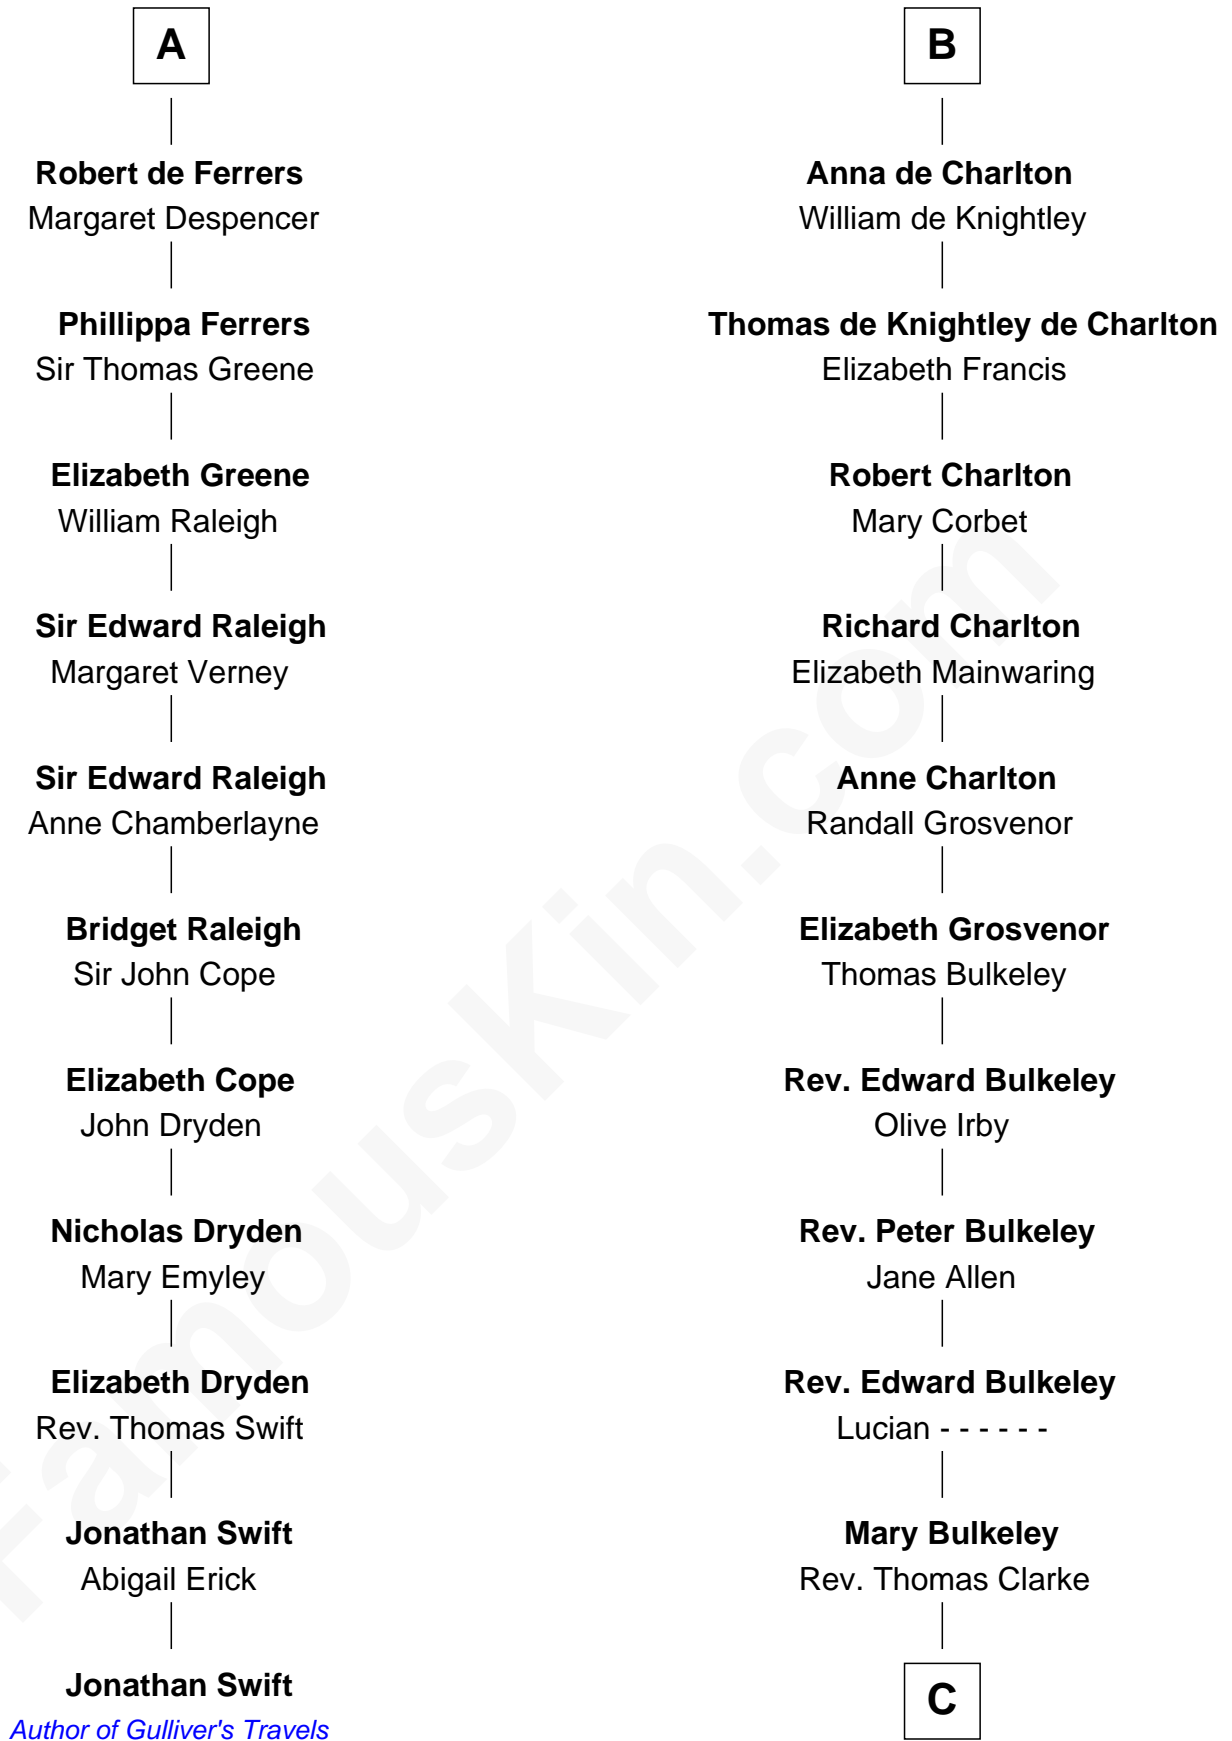 A
Robert de Ferrers
Margaret Despencer
Phillippa Ferrers
Sir Thomas Greene
Elizabeth Greene
William Raleigh
Sir Edward Raleigh
Margaret Verney
Sir Edward Raleigh
Anne Chamberlayne
Bridget Raleigh
Sir John Cope
Elizabeth Cope
John Dryden
Nicholas Dryden
Mary Emyley
Elizabeth Dryden
Rev. Thomas Swift
Jonathan Swift
Abigail Erick
Jonathan Swift
Author of Gulliver's Travels
B
Anna de Charlton
William de Knightley
Thomas de Knightley de Charlton
Elizabeth Francis
Robert Charlton
Mary Corbet
Richard Charlton
Elizabeth Mainwaring
Anne Charlton
Randall Grosvenor
Elizabeth Grosvenor
Thomas Bulkeley
Rev. Edward Bulkeley
Olive Irby
Rev. Peter Bulkeley
Jane Allen
Rev. Edward Bulkeley
Lucian - - - - - -
Mary Bulkeley
Rev. Thomas Clarke
C
FamousKin.com